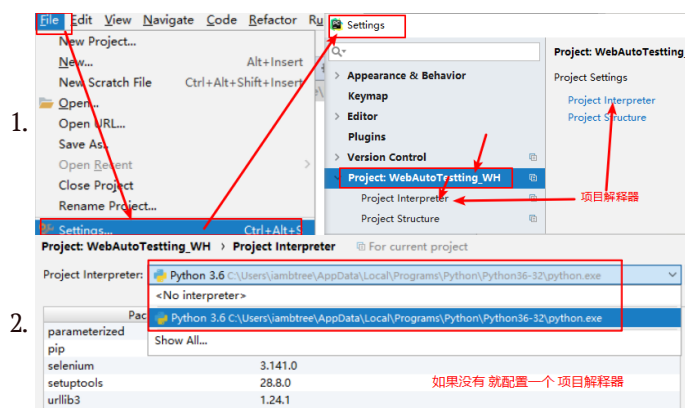 File Edit View Navigate Code Refactor Ru
New Project...
New... Alt+Insert
New Scratch File Ctrl+Alt+Shift+Insert
Open...
Open URL...
Save As.
Open Recent
Close Project
Rename Project...
Settings... Ctrl+Alt+S
1.
Settings
Appearance & Behavior
Keymap
Editor
Plugins
Version Control
Project: WebAutoTestting_WH
Project Interpreter
Project Structure
Project: WebAutoTestting_
Project Settings
Project Interpreter
Project Structure
项目解释器
2.
Project: WebAutoTestting_WH › Project Interpreter For current project
Project Interpreter: Python 3.6 C:\Users\iambtree\AppData\Local\Programs\Python\Python36-32\python.exe
<No interpreter>
Python 3.6 C:\Users\iambtree\AppData\Local\Programs\Python\Python36-32\python.exe
Show All...
Pac
parameterized
pip
selenium 3.141.0
setuptools 28.8.0
urllib3 1.24.1
如果没有 就配置一个 项目解释器